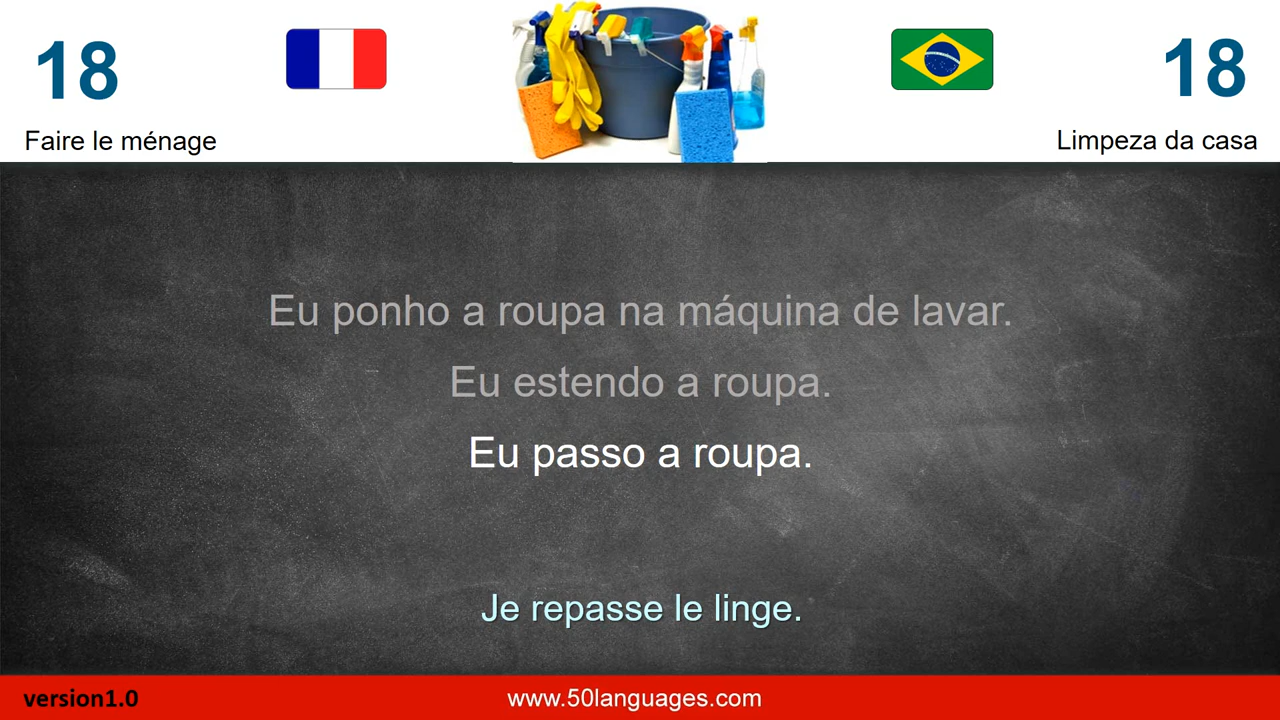 18
18
Faire le ménage
Limpeza da casa
Eu ponho a roupa na máquina de lavar.
Eu estendo a roupa.
Eu passo a roupa.
Je repasse le linge.
version1.0
www.50languages.com